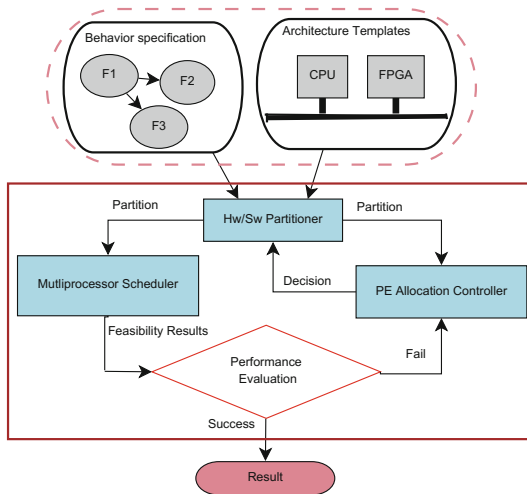 Behavior specification
F1
F2
F3
Architecture Templates
CPU
FPGA
Partition
Hw/Sw Partitioner
Partition
Mutliprocessor Scheduler
Decision
PE Allocation Controller
Feasibility Results
Performance
Evaluation
Fail
Success
Result